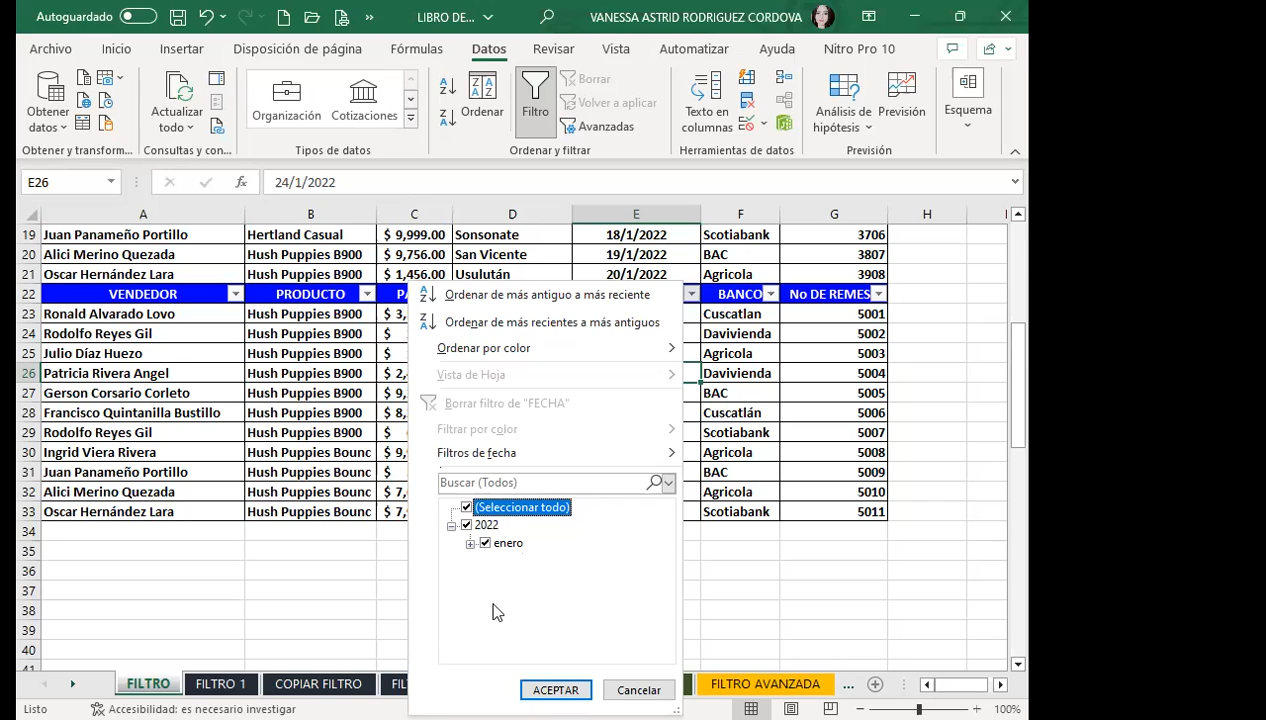 Autoguardado LIBRO DE... VANESSA ASTRID RODRIGUEZ CORDOVA
Archivo Inicio Insertar Disposición de página Fórmulas Datos Revisar Vista Automatizar Ayuda Nitro Pro 10
Obtener datos
Actualizar todo
Organización Cotizaciones
Ordenar
Filtro
Borrar
Volver a aplicar
Avanzadas
Texto en columnas
Análisis de hipótesis
Previsión
Esquema
Obtener y transform... Consultas y con... Tipos de datos Ordenar y filtrar Herramientas de datos Previsión
E26 fx 24/1/2022
A B C D E F G H I
19 Juan Panameño Portillo Hertland Casual $ 9,999.00 Sonsonate 18/1/2022 Scotiabank 3706
20 Alici Merino Quezada Hush Puppies B900 $ 9,756.00 San Vicente 19/1/2022 BAC 3807
21 Oscar Hernández Lara Hush Puppies B900 $ 1,456.00 Usulután 20/1/2022 Agricola 3908
22 VENDEDOR PRODUCTO PA BANCO No DE REMES
23 Ronald Alvarado Lovo Hush Puppies B900 $ 3, Cuscatlan 5001
24 Rodolfo Reyes Gil Hush Puppies B900 $ Davivienda 5002
25 Julio Díaz Huezo Hush Puppies B900 $ Agricola 5003
26 Patricia Rivera Angel Hush Puppies B900 $ 2, Davivienda 5004
27 Gerson Corsario Corleto Hush Puppies B900 $ 9, BAC 5005
28 Francisco Quintanilla Bustillo Hush Puppies B900 $ 8, Cuscatlán 5006
29 Rodolfo Reyes Gil Hush Puppies B900 $ Scotiabank 5007
30 Ingrid Viera Rivera Hush Puppies Bounc $ 9, Agricola 5008
31 Juan Panameño Portillo Hush Puppies Bounc $ BAC 5009
32 Alici Merino Quezada Hush Puppies Bounc $ 7, Agricola 5010
33 Oscar Hernández Lara Hush Puppies Bounc $ 7, Scotiabank 5011
34
35
36
37
38
39
40
41
Ordenar de más antiguo a más reciente
Ordenar de más recientes a más antiguos
Ordenar por color
Vista de Hoja
Borrar filtro de "FECHA"
Filtrar por color
Filtros de fecha
Buscar (Todos)
(Seleccionar todo)
2022
enero
ACEPTAR Cancelar
FILTRO FILTRO 1 COPIAR FILTRO FIL FILTRO AVANZADA ...
Listo Accesibilidad: es necesario investigar 100%